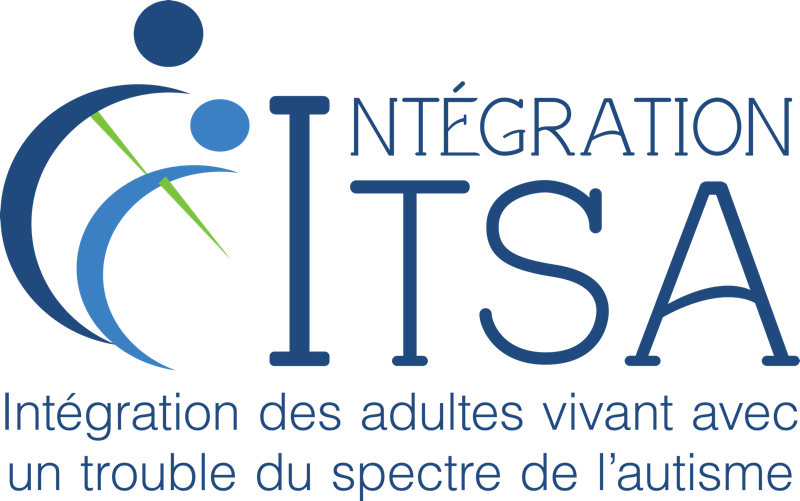 INTÉGRATION
ITSA
Intégration des adultes vivant avec
un trouble du spectre de l'autisme